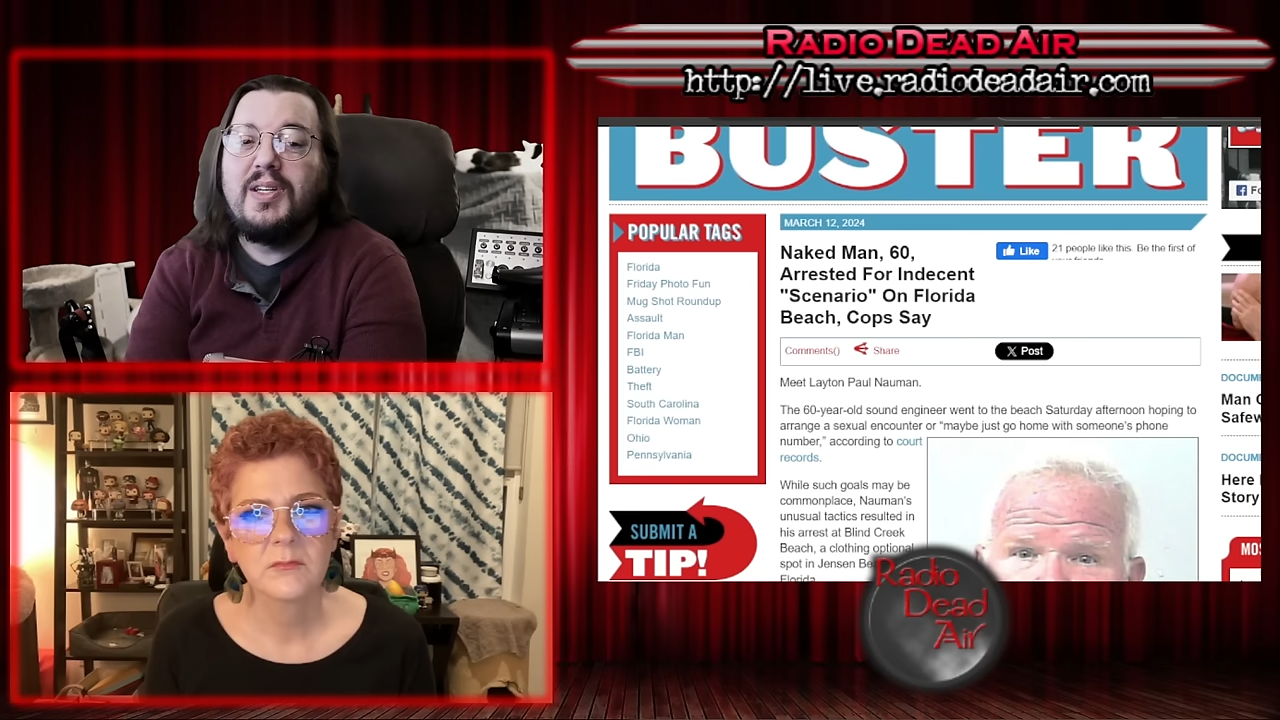 Radio Dead Air
http://live.radiodeadair.com
BUSTER
POPULAR TAGS
Florida
Friday Photo Fun
Mug Shot Roundup
Assault
Florida Man
FBI
Battery
Theft
South Carolina
Florida Woman
Ohio
Pennsylvania
SUBMIT A
TIP!
MARCH 12, 2024
Naked Man, 60,
Arrested For Indecent
"Scenario" On Florida
Beach, Cops Say
Like
21 people like this. Be the first of
Comments()
Share
Post
Meet Layton Paul Nauman.
The 60-year-old sound engineer went to the beach Saturday afternoon hoping to
arrange a sexual encounter or “maybe just go home with someone’s phone
number,” according to court
records.
While such goals may be
commonplace, Nauman’s
unusual tactics resulted in
his arrest at Blind Creek
Beach, a clothing optional
spot in Jensen
Florida
DOCUM
Man
Safew
DOCUM
Here
Story
MOS
Radio
Dead
Air